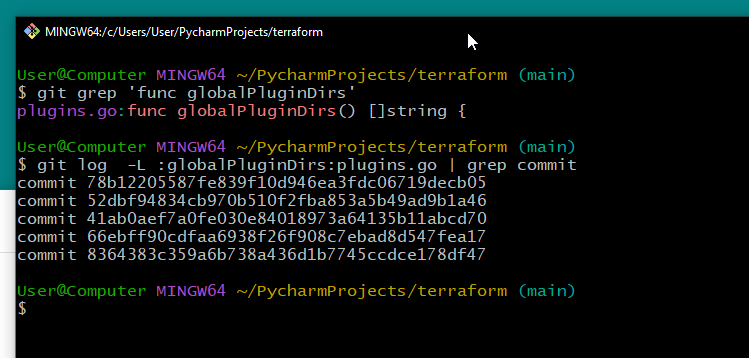 MINGW64:/c/Users/User/PycharmProjects/terraform
User@Computer MINGW64 ~/PycharmProjects/terraform (main)
$ git grep 'func globalPluginDirs'
plugins.go:func globalPluginDirs() []string {
User@Computer MINGW64 ~/PycharmProjects/terraform (main)
$ git log  -L :globalPluginDirs:plugins.go | grep commit
commit 78b12205587fe839f10d946ea3fdc06719decb05
commit 52dbf94834cb970b510f2fba853a5b49ad9b1a46
commit 41ab0aef7a0fe030e84018973a64135b11abcd70
commit 66ebff90cdfaa6938f26f908c7ebad8d547fea17
commit 8364383c359a6b738a436d1b7745ccdce178df47
User@Computer MINGW64 ~/PycharmProjects/terraform (main)
$